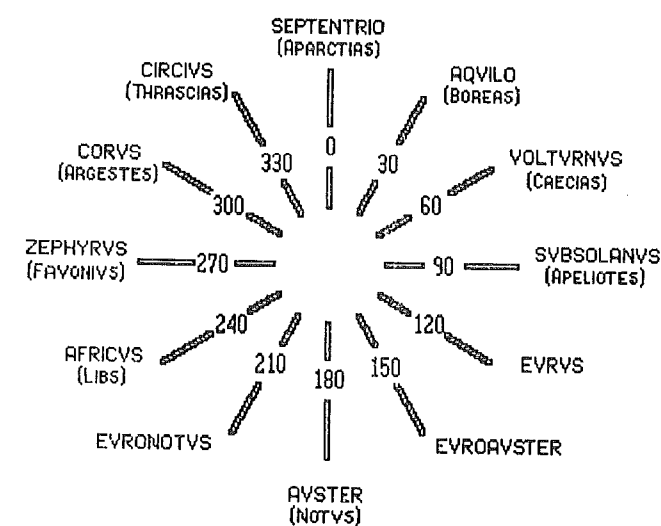 SEPTENTRIO
(APARCTIAS)
CIRCIVS
(THRASCIAS)
AQVILO
(BOREAS)
0
330
30
CORVS
(ARGESTES)
VOLTVRNVS
(CAECIAS)
300
60
ZEPHYRVS
(FAVONIVS)
270
90
SVBSOLANVS
(APELIOTES)
240
120
AFRICVS
(LIBS)
210
180
150
EVRVS
EVRONOTVS
EVROAVSTER
AVSTER
(NOTVS)